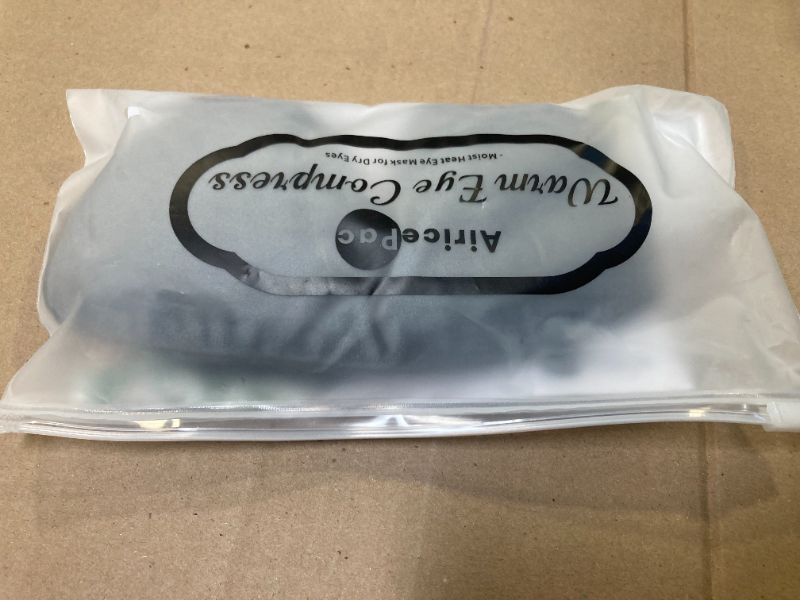 AiricePac
Warm Eye Compress
- Moist Heat Eye Mask for Dry Eyes